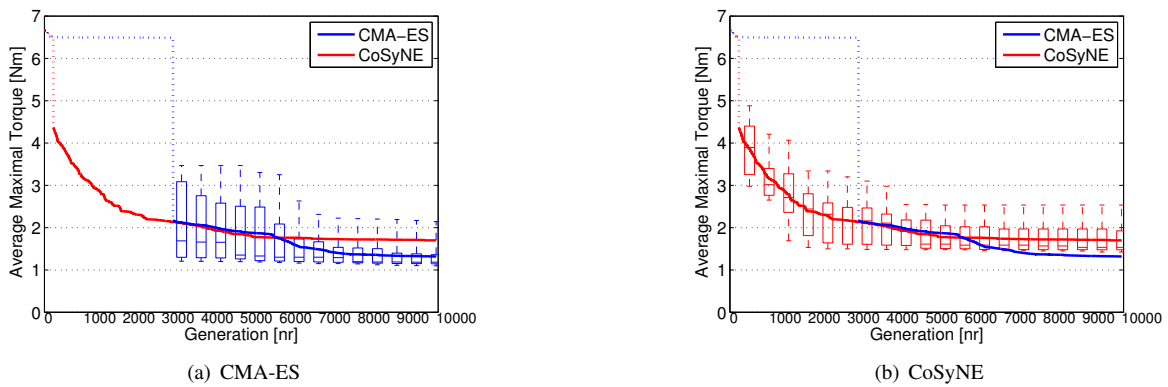 7
6
5
4
3
2
1
0
Average Maximal Torque [Nm]
CMA−ES
CoSyNE
0 1000 2000 3000 4000 5000 6000 7000 8000 9000 10000
Generation [nr]
(a) CMA-ES
7
6
5
4
3
2
1
0
Average Maximal Torque [Nm]
CMA−ES
CoSyNE
0 1000 2000 3000 4000 5000 6000 7000 8000 9000 10000
Generation [nr]
(b) CoSyNE